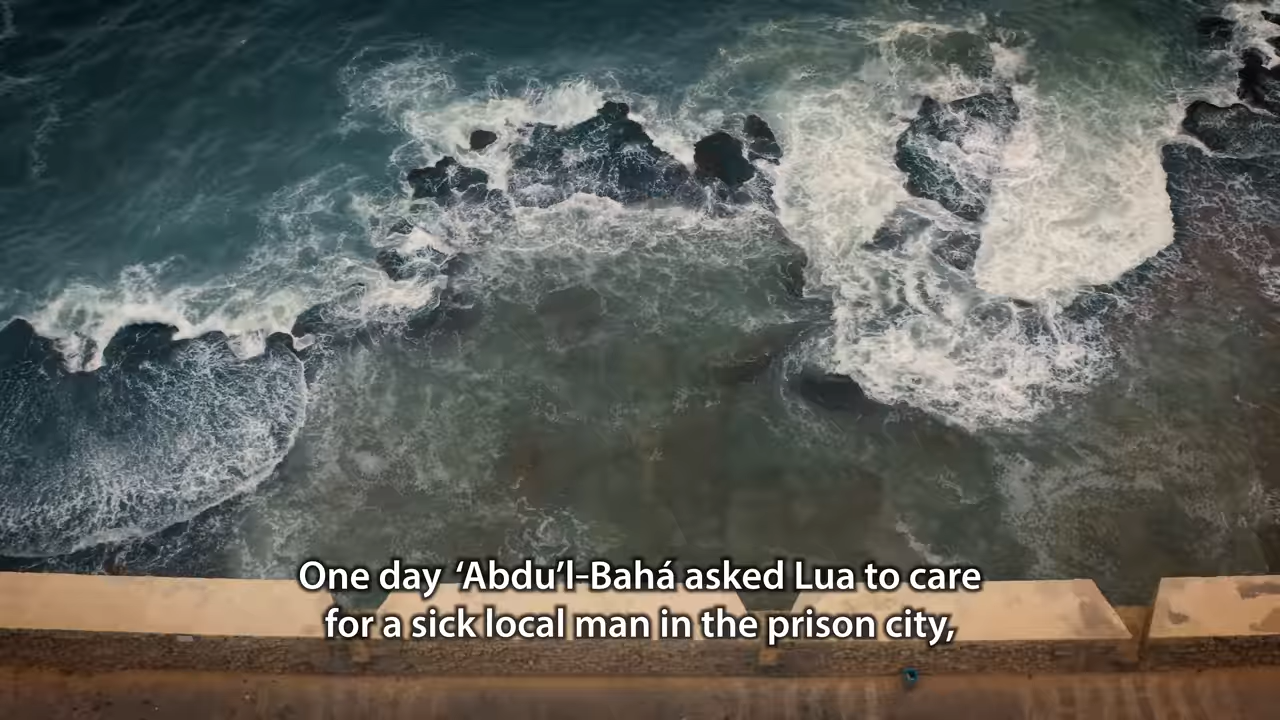 One day ‘Abdu’l-Bahá asked Lua to care
for a sick local man in the prison city,